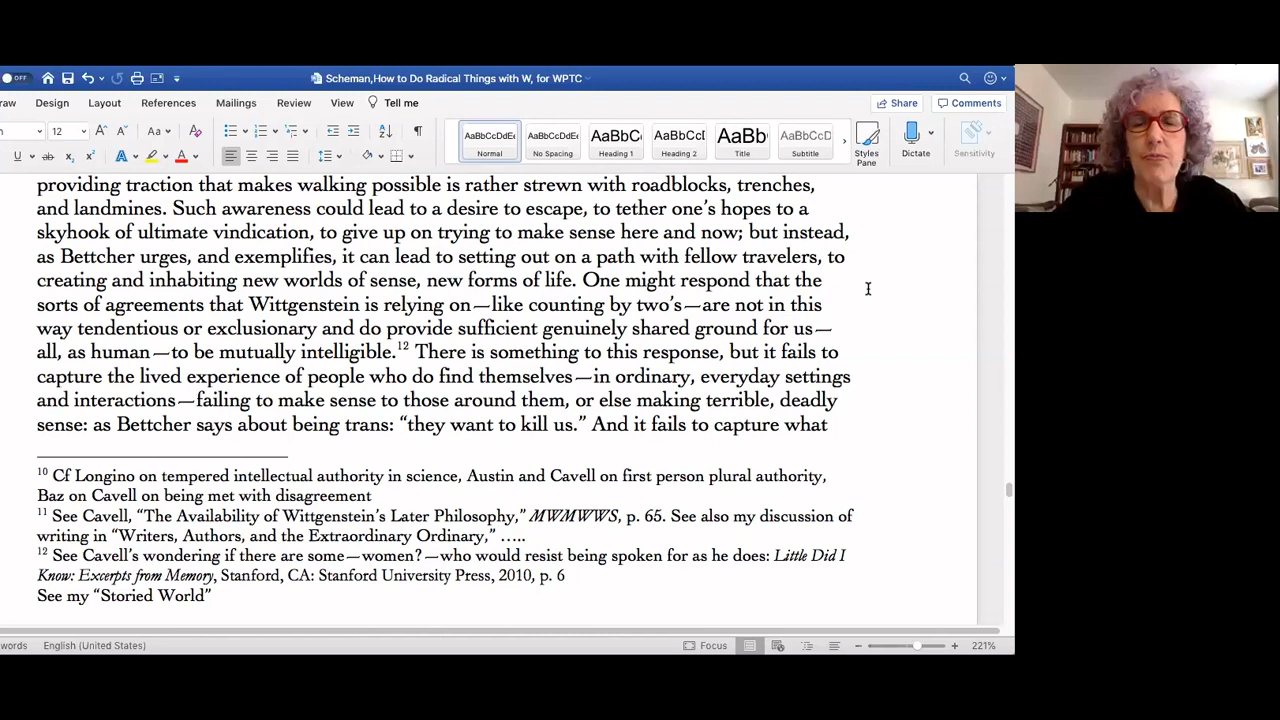 OFF
Scheman,How to Do Radical Things with W, for WPTC
raw Design Layout References Mailings Review View Tell me Share Comments
12 Aa
AaBbCcDdEe AaBbCcDdEe AaBbC AaBbCcD AaBb AaBbCcD
Normal No Spacing Heading 1 Heading 2 Title Subtitle Styles Pane Dictate Sensitivity
U ab x₂ x² A A
providing traction that makes walking possible is rather strewn with roadblocks, trenches,
and landmines. Such awareness could lead to a desire to escape, to tether one’s hopes to a
skyhook of ultimate vindication, to give up on trying to make sense here and now; but instead,
as Bettcher urges, and exemplifies, it can lead to setting out on a path with fellow travelers, to
creating and inhabiting new worlds of sense, new forms of life. One might respond that the
sorts of agreements that Wittgenstein is relying on—like counting by two’s—are not in this
way tendentious or exclusionary and do provide sufficient genuinely shared ground for us—
all, as human—to be mutually intelligible.¹² There is something to this response, but it fails to
capture the lived experience of people who do find themselves—in ordinary, everyday settings
and interactions—failing to make sense to those around them, or else making terrible, deadly
sense: as Bettcher says about being trans: “they want to kill us.” And it fails to capture what
¹⁰ Cf Longino on tempered intellectual authority in science, Austin and Cavell on first person plural authority,
Baz on Cavell on being met with disagreement
¹¹ See Cavell, “The Availability of Wittgenstein’s Later Philosophy,” MWMWWS, p. 65. See also my discussion of
writing in “Writers, Authors, and the Extraordinary Ordinary,” …..
¹² See Cavell’s wondering if there are some—women?—who would resist being spoken for as he does: Little Did I
Know: Excerpts from Memory, Stanford, CA: Stanford University Press, 2010, p. 6
See my “Storied World”
words English (United States) Focus 221%